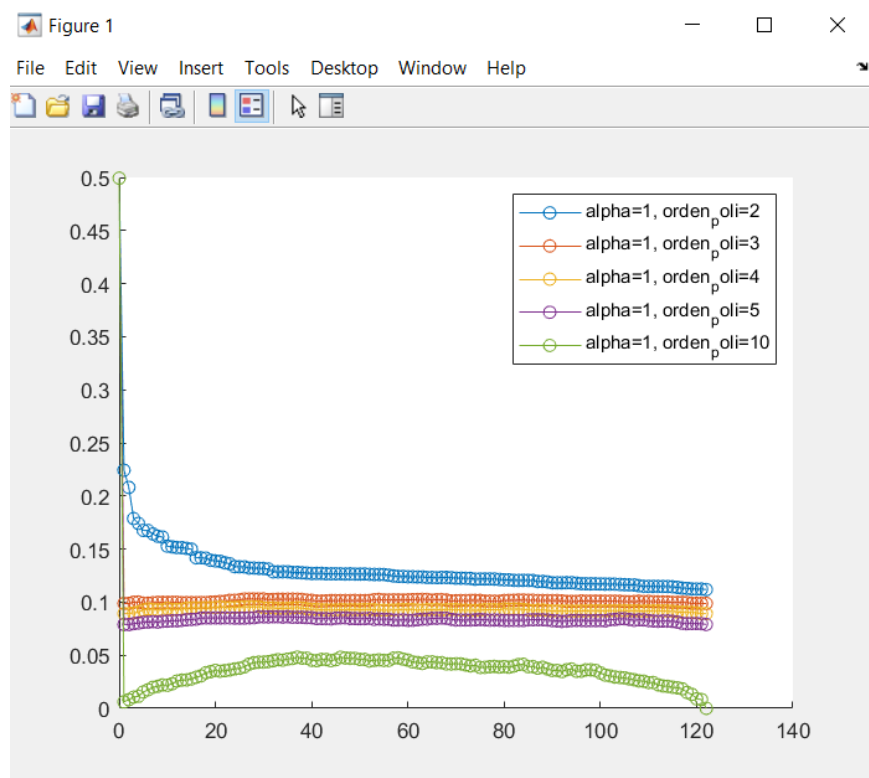 Figure 1
File Edit View Insert Tools Desktop Window Help
0.5
0.45
0.4
0.35
0.3
0.25
0.2
0.15
0.1
0.05
0
alpha=1, orden_poli=2
alpha=1, orden_poli=3
alpha=1, orden_poli=4
alpha=1, orden_poli=5
alpha=1, orden_poli=10
0 20 40 60 80 100 120 140